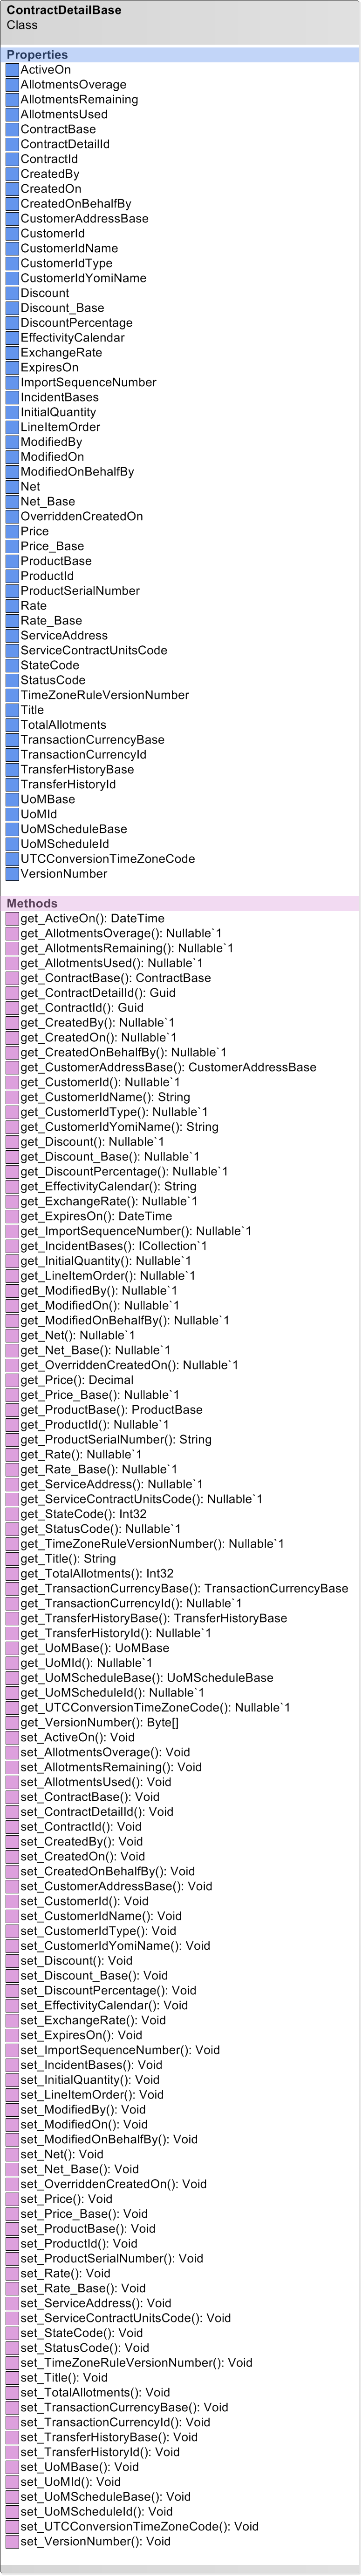 ContractDetailBase
Class
Properties
ActiveOn
AllotmentsOverage
AllotmentsRemaining
AllotmentsUsed
ContractBase
ContractDetailId
ContractId
CreatedBy
CreatedOn
CreatedOnBehalfBy
CustomerAddressBase
CustomerId
CustomerIdName
CustomerIdType
CustomerIdYomiName
Discount
Discount_Base
DiscountPercentage
EffectivityCalendar
ExchangeRate
ExpiresOn
ImportSequenceNumber
IncidentBases
InitialQuantity
LineItemOrder
ModifiedBy
ModifiedOn
ModifiedOnBehalfBy
Net
Net_Base
OverriddenCreatedOn
Price
Price_Base
ProductBase
ProductId
ProductSerialNumber
Rate
Rate_Base
ServiceAddress
ServiceContractUnitsCode
StateCode
StatusCode
TimeZoneRuleVersionNumber
Title
TotalAllotments
TransactionCurrencyBase
TransactionCurrencyId
TransferHistoryBase
TransferHistoryId
UoMBase
UoMId
UoMScheduleBase
UoMScheduleId
UTCConversionTimeZoneCode
VersionNumber
Methods
get_ActiveOn(): DateTime
get_AllotmentsOverage(): Nullable`1
get_AllotmentsRemaining(): Nullable`1
get_AllotmentsUsed(): Nullable`1
get_ContractBase(): ContractBase
get_ContractDetailId(): Guid
get_ContractId(): Guid
get_CreatedBy(): Nullable`1
get_CreatedOn(): Nullable`1
get_CreatedOnBehalfBy(): Nullable`1
get_CustomerAddressBase(): CustomerAddressBase
get_CustomerId(): Nullable`1
get_CustomerIdName(): String
get_CustomerIdType(): Nullable`1
get_CustomerIdYomiName(): String
get_Discount(): Nullable`1
get_Discount_Base(): Nullable`1
get_DiscountPercentage(): Nullable`1
get_EffectivityCalendar(): String
get_ExchangeRate(): Nullable`1
get_ExpiresOn(): DateTime
get_ImportSequenceNumber(): Nullable`1
get_IncidentBases(): ICollection`1
get_InitialQuantity(): Nullable`1
get_LineItemOrder(): Nullable`1
get_ModifiedBy(): Nullable`1
get_ModifiedOn(): Nullable`1
get_ModifiedOnBehalfBy(): Nullable`1
get_Net(): Nullable`1
get_Net_Base(): Nullable`1
get_OverriddenCreatedOn(): Nullable`1
get_Price(): Decimal
get_Price_Base(): Nullable`1
get_ProductBase(): ProductBase
get_ProductId(): Nullable`1
get_ProductSerialNumber(): String
get_Rate(): Nullable`1
get_Rate_Base(): Nullable`1
get_ServiceAddress(): Nullable`1
get_ServiceContractUnitsCode(): Nullable`1
get_StateCode(): Int32
get_StatusCode(): Nullable`1
get_TimeZoneRuleVersionNumber(): Nullable`1
get_Title(): String
get_TotalAllotments(): Int32
get_TransactionCurrencyBase(): TransactionCurrencyBase
get_TransactionCurrencyId(): Nullable`1
get_TransferHistoryBase(): TransferHistoryBase
get_TransferHistoryId(): Nullable`1
get_UoMBase(): UoMBase
get_UoMId(): Nullable`1
get_UoMScheduleBase(): UoMScheduleBase
get_UoMScheduleId(): Nullable`1
get_UTCConversionTimeZoneCode(): Nullable`1
get_VersionNumber(): Byte[]
set_ActiveOn(): Void
set_AllotmentsOverage(): Void
set_AllotmentsRemaining(): Void
set_AllotmentsUsed(): Void
set_ContractBase(): Void
set_ContractDetailId(): Void
set_ContractId(): Void
set_CreatedBy(): Void
set_CreatedOn(): Void
set_CreatedOnBehalfBy(): Void
set_CustomerAddressBase(): Void
set_CustomerId(): Void
set_CustomerIdName(): Void
set_CustomerIdType(): Void
set_CustomerIdYomiName(): Void
set_Discount(): Void
set_Discount_Base(): Void
set_DiscountPercentage(): Void
set_EffectivityCalendar(): Void
set_ExchangeRate(): Void
set_ExpiresOn(): Void
set_ImportSequenceNumber(): Void
set_IncidentBases(): Void
set_InitialQuantity(): Void
set_LineItemOrder(): Void
set_ModifiedBy(): Void
set_ModifiedOn(): Void
set_ModifiedOnBehalfBy(): Void
set_Net(): Void
set_Net_Base(): Void
set_OverriddenCreatedOn(): Void
set_Price(): Void
set_Price_Base(): Void
set_ProductBase(): Void
set_ProductId(): Void
set_ProductSerialNumber(): Void
set_Rate(): Void
set_Rate_Base(): Void
set_ServiceAddress(): Void
set_ServiceContractUnitsCode(): Void
set_StateCode(): Void
set_StatusCode(): Void
set_TimeZoneRuleVersionNumber(): Void
set_Title(): Void
set_TotalAllotments(): Void
set_TransactionCurrencyBase(): Void
set_TransactionCurrencyId(): Void
set_TransferHistoryBase(): Void
set_TransferHistoryId(): Void
set_UoMBase(): Void
set_UoMId(): Void
set_UoMScheduleBase(): Void
set_UoMScheduleId(): Void
set_UTCConversionTimeZoneCode(): Void
set_VersionNumber(): Void